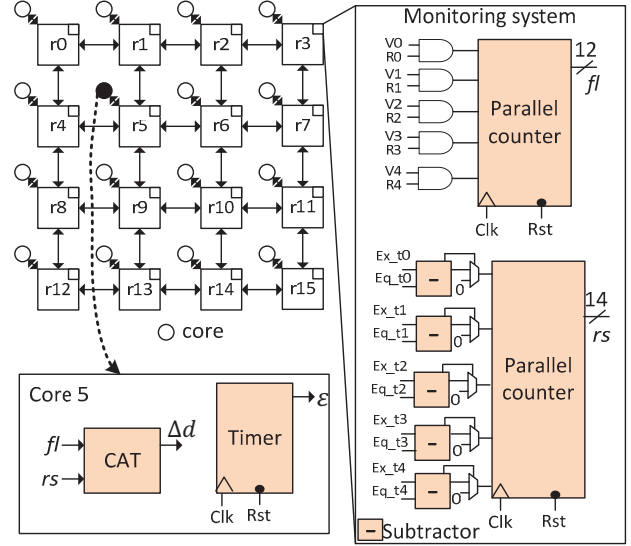 r0 r1 r2 r3
r4 r5 r6 r7
r8 r9 r10 r11
r12 r13 r14 r15
core
Core 5
fl
rs
CAT
Δd
Timer
ε
Clk Rst
Monitoring system
V0
R0
V1
R1
V2
R2
V3
R3
V4
R4
Parallel
counter
12
fl
Clk Rst
Ex_t0
Eq_t0
- 0
Ex_t1
Eq_t1
- 0
Ex_t2
Eq_t2
- 0
Ex_t3
Eq_t3
- 0
Ex_t4
Eq_t4
- 0
Parallel
counter
14
rs
Clk Rst
- Subtractor